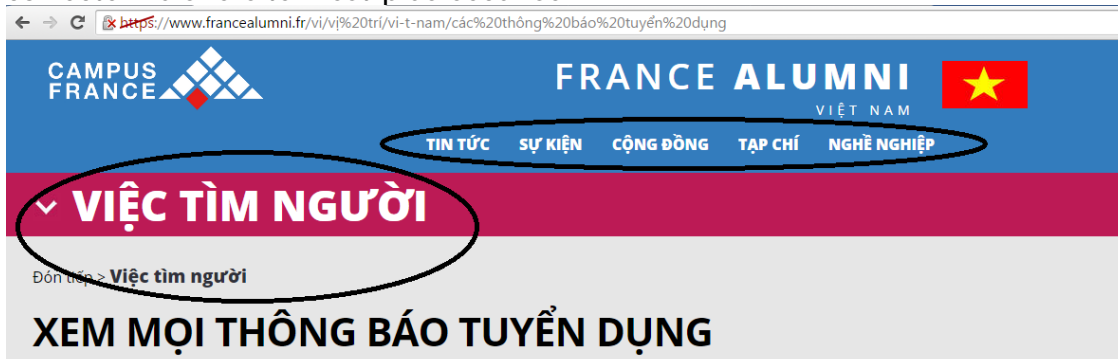 https://www.francealumni.fr/vi/vị%20trí/vi-t-nam/các%20thông%20báo%20tuyển%20dụng
CAMPUS
FRANCE
FRANCE ALUMNI
VIỆT NAM
TIN TỨC SỰ KIỆN CỘNG ĐỒNG TẠP CHÍ NGHỀ NGHIỆP
VIỆC TÌM NGƯỜI
Đón tiếp > Việc tìm người
XEM MỌI THÔNG BÁO TUYỂN DỤNG